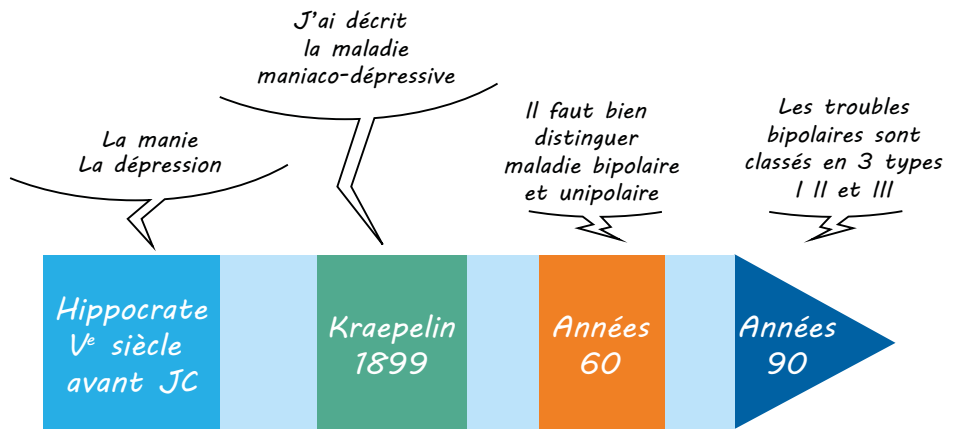 J'ai décrit
la maladie
maniaco-dépressive
La manie
La dépression
Il faut bien
distinguer
maladie bipolaire
et unipolaire
Les troubles
bipolaires sont
classés en 3 types
I II et III
Hippocrate
Vᵉ siècle
avant JC
Kraepelin
1899
Années
60
Années
90